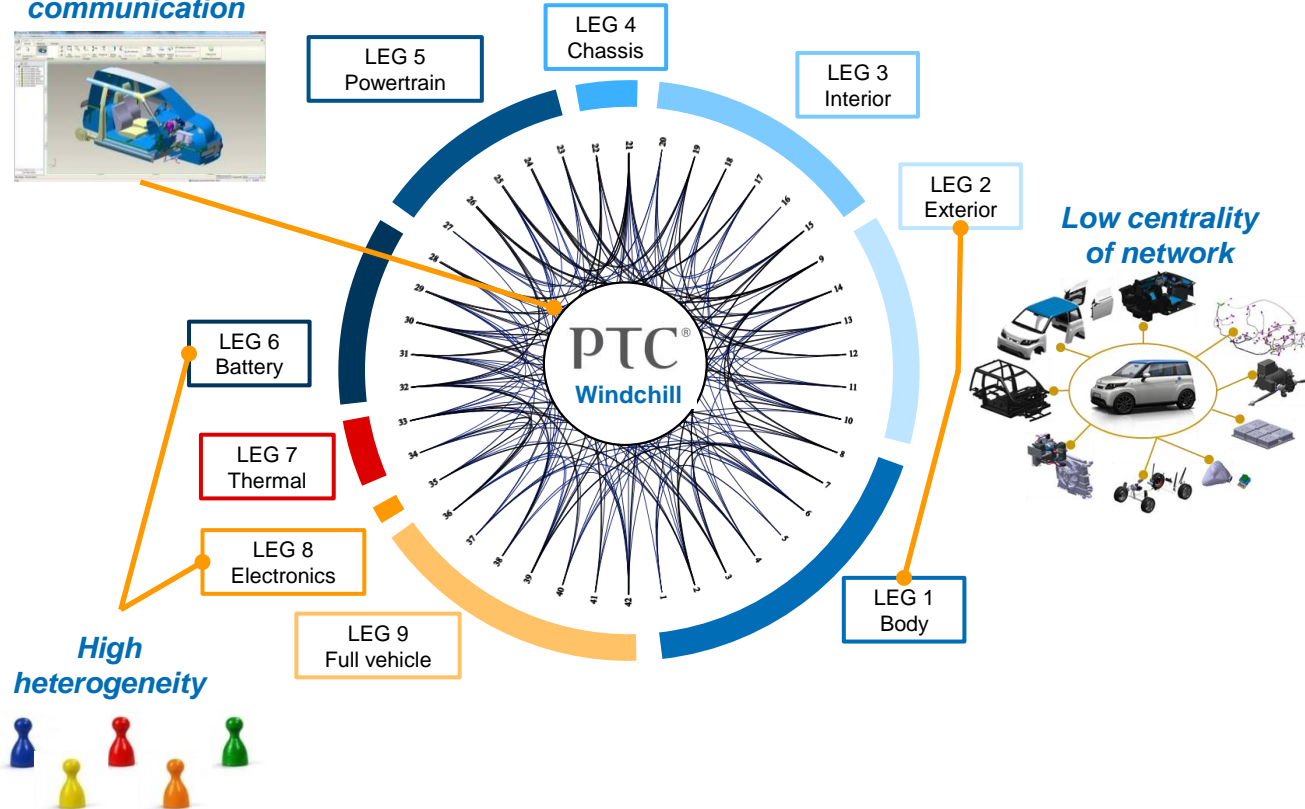 communication
LEG 4
Chassis
LEG 5
Powertrain
LEG 3
Interior
LEG 2
Exterior
Low centrality
of network
LEG 6
Battery
PTC®
Windchill
LEG 7
Thermal
LEG 8
Electronics
LEG 1
Body
LEG 9
Full vehicle
High
heterogeneity
1
2
3
4
5
6
7
8
10
11
12
13
14
9
15
16
17
18
19
20
21
22
23
24
25
26
27
28
29
30
31
32
33
34
35
36
37
38
39
40
41
42